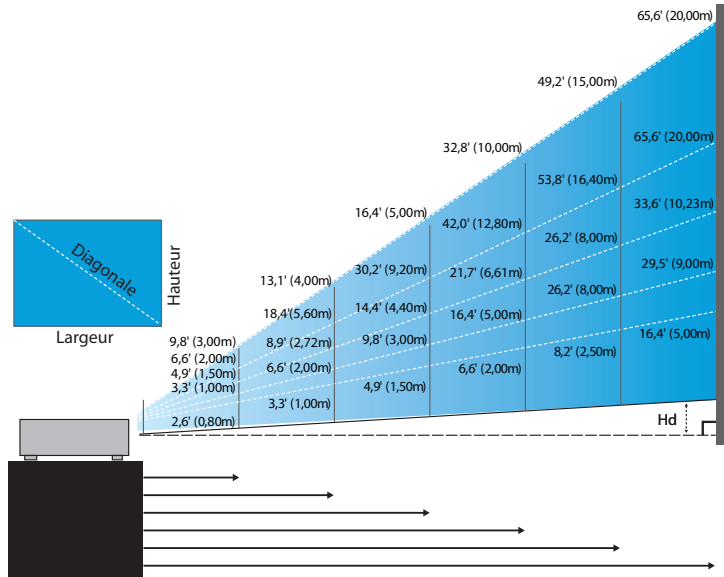 65,6' (20,00m)
49,2' (15,00m)
65,6' (20,00m)
32,8' (10,00m)
53,8' (16,40m)
33,6' (10,23m)
16,4' (5,00m)
42,0' (12,80m)
26,2' (8,00m)
29,5' (9,00m)
13,1' (4,00m)
30,2' (9,20m)
21,7' (6,61m)
26,2' (8,00m)
18,4' (5,60m)
14,4' (4,40m)
16,4' (5,00m)
16,4' (5,00m)
9,8' (3,00m)
8,9' (2,72m)
9,8' (3,00m)
8,2' (2,50m)
6,6' (2,00m)
6,6' (2,00m)
6,6' (2,00m)
4,9' (1,50m)
4,9' (1,50m)
3,3' (1,00m)
3,3' (1,00m)
2,6' (0,80m)
Diagonale
Hauteur
Largeur
Hd